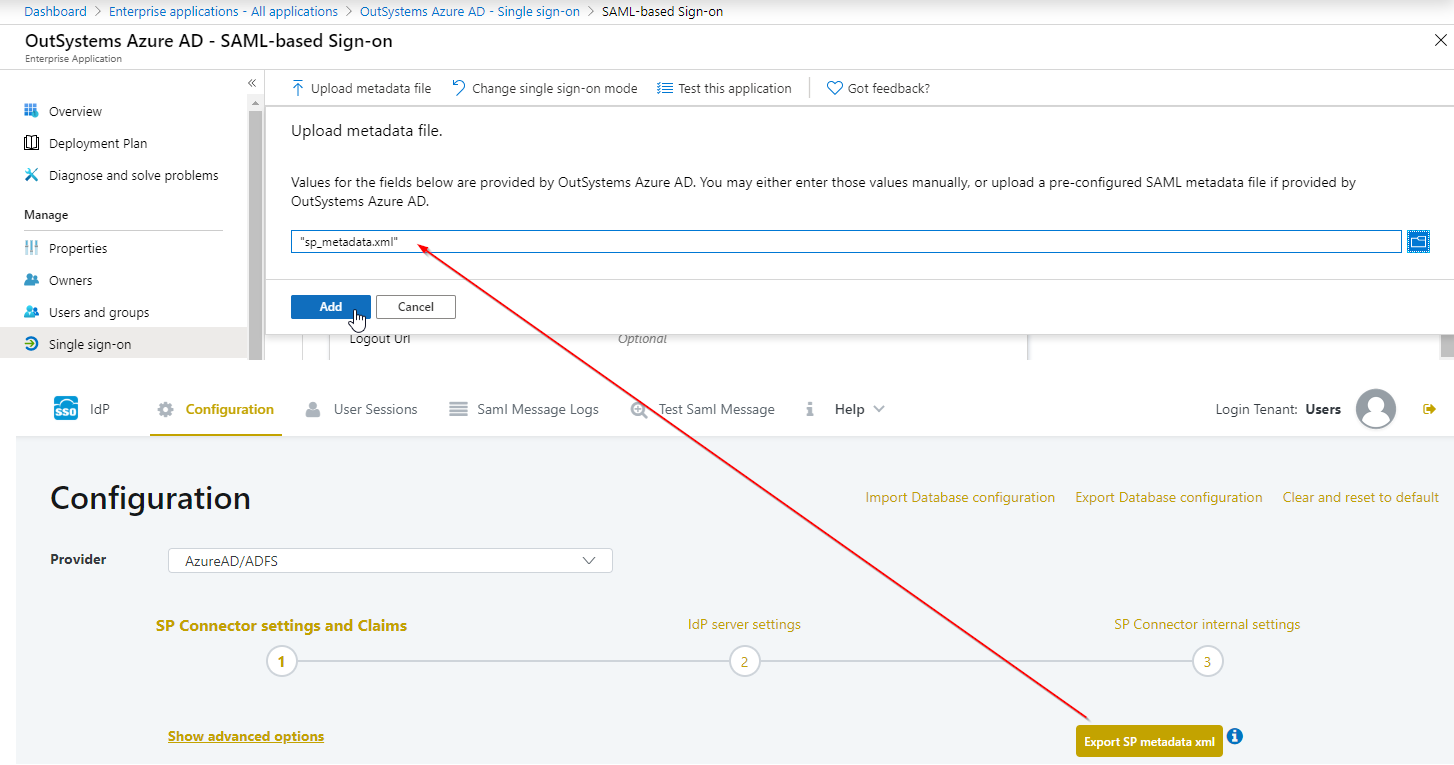 Dashboard > Enterprise applications - All applications > OutSystems Azure AD - Single sign-on > SAML-based Sign-on
OutSystems Azure AD - SAML-based Sign-on
Enterprise Application
Overview
Deployment Plan
Diagnose and solve problems
Manage
Properties
Owners
Users and groups
Single sign-on
Upload metadata file
Change single sign-on mode
Test this application
Got feedback?
Upload metadata file.
Values for the fields below are provided by OutSystems Azure AD. You may either enter those values manually, or upload a pre-configured SAML metadata file if provided by
OutSystems Azure AD.
"sp_metadata.xml"
Add
Cancel
Logout Url
Optional
SSO
IdP
Configuration
User Sessions
Saml Message Logs
Test Saml Message
Help
Login Tenant: Users
Configuration
Import Database configuration
Export Database configuration
Clear and reset to default
Provider
AzureAD/ADFS
SP Connector settings and Claims
IdP server settings
SP Connector internal settings
1
2
3
Show advanced options
Export SP metadata xml